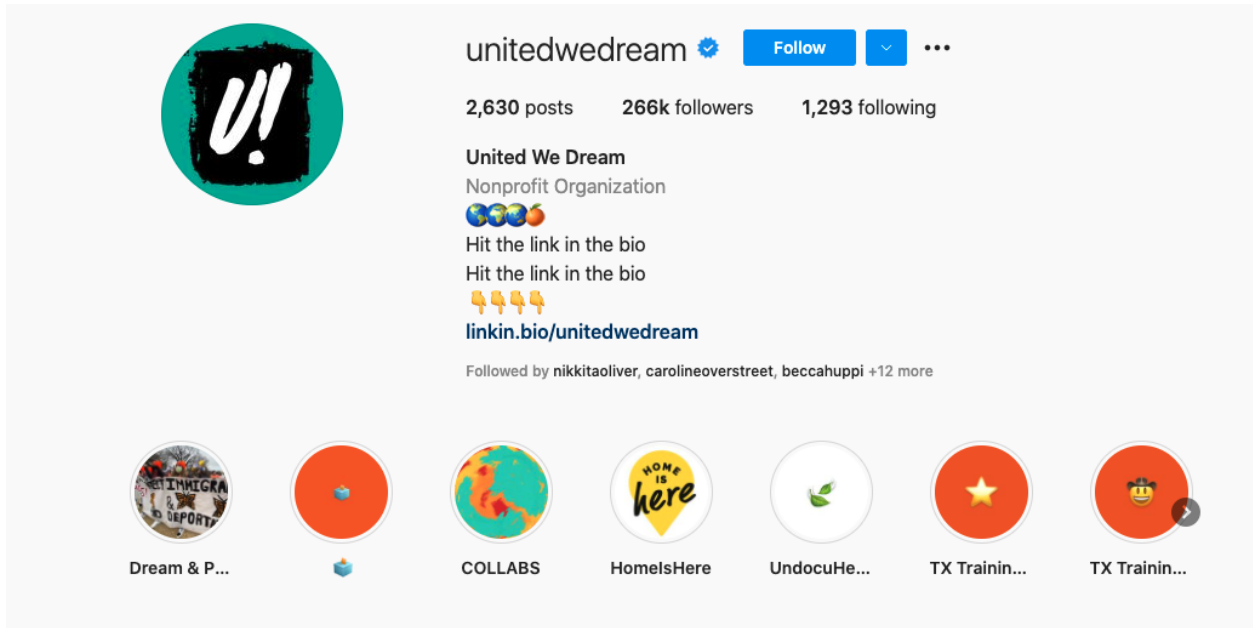 U!
unitedwedream
Follow
2,630 posts 266k followers 1,293 following
United We Dream
Nonprofit Organization
🌎🌍🌏🍊
Hit the link in the bio
Hit the link in the bio
👇👇👇👇
linkin.bio/unitedwedream
Followed by nikkitaoliver, carolineoverstreet, beccahuppi +12 more
IMMIGRA
DEPORTA
HOME
IS
here
Dream & P...
🗳️
COLLABS
HomeIsHere
UndocuHe...
TX Trainin...
TX Trainin...